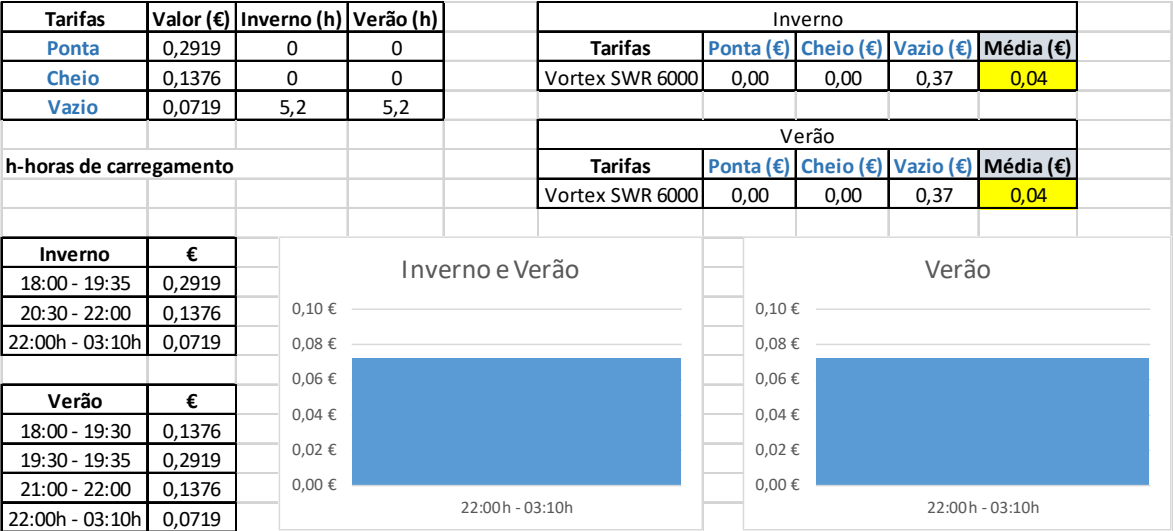 Tarifas Valor (€) Inverno (h) Verão (h)
Ponta 0,2919 0 0
Cheio 0,1376 0 0
Vazio 0,0719 5,2 5,2
h-horas de carregamento
Inverno
Tarifas Ponta (€) Cheio (€) Vazio (€) Média (€)
Vortex SWR 6000 0,00 0,00 0,37 0,04
Verão
Tarifas Ponta (€) Cheio (€) Vazio (€) Média (€)
Vortex SWR 6000 0,00 0,00 0,37 0,04
Inverno €
18:00 - 19:35 0,2919
20:30 - 22:00 0,1376
22:00h - 03:10h 0,0719
Verão €
18:00 - 19:30 0,1376
19:30 - 19:35 0,2919
21:00 - 22:00 0,1376
22:00h - 03:10h 0,0719
Inverno e Verão
0,10 €
0,08 €
0,06 €
0,04 €
0,02 €
0,00 €
22:00h - 03:10h
Verão
0,10 €
0,08 €
0,06 €
0,04 €
0,02 €
0,00 €
22:00h - 03:10h